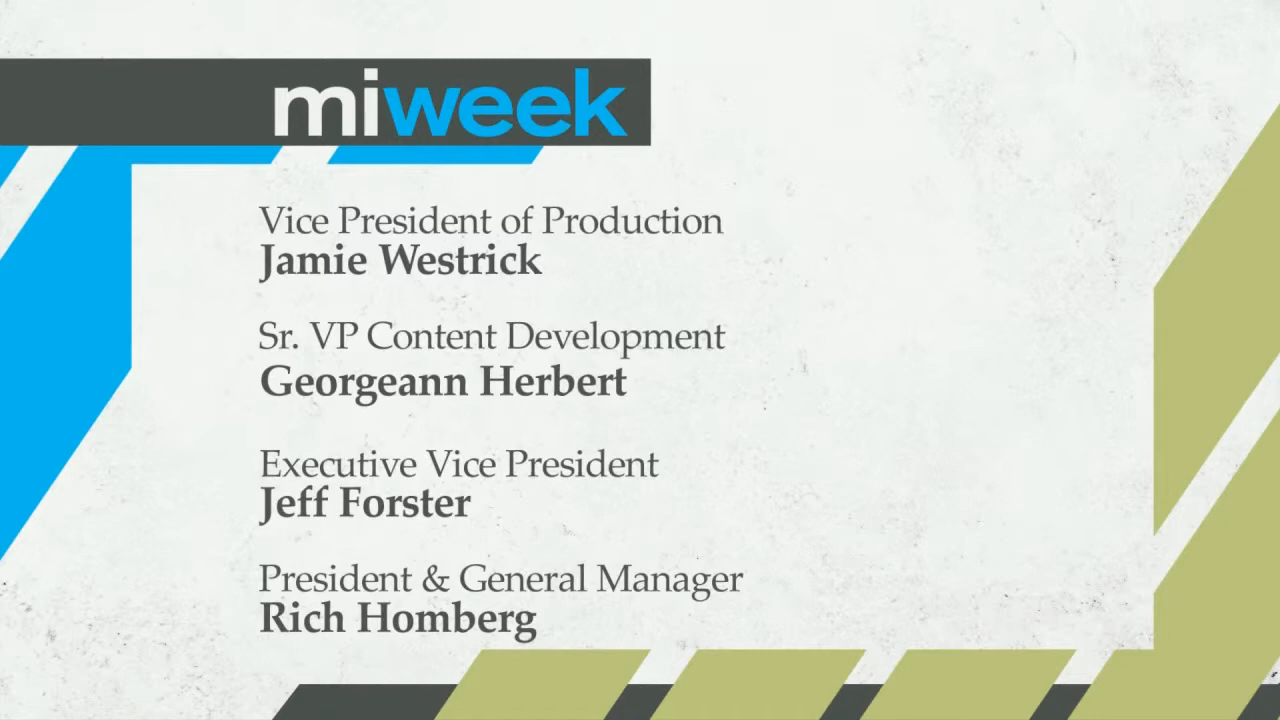 miweek
Vice President of Production
Jamie Westrick
Sr. VP Content Development
Georgeann Herbert
Executive Vice President
Jeff Forster
President & General Manager
Rich Homberg